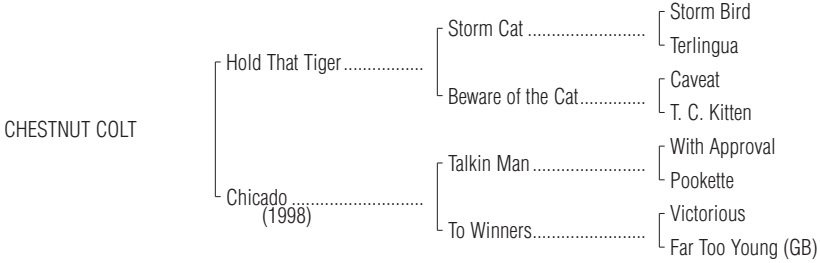 Storm Bird
Storm Cat ........................
Terlingua
Hold That Tiger.................
Caveat
Beware of the Cat..............
T. C. Kitten
CHESTNUT COLT
With Approval
Talkin Man ........................
Pookette
Chicado ............................
(1998)
Victorious
To Winners........................
Far Too Young (GB)